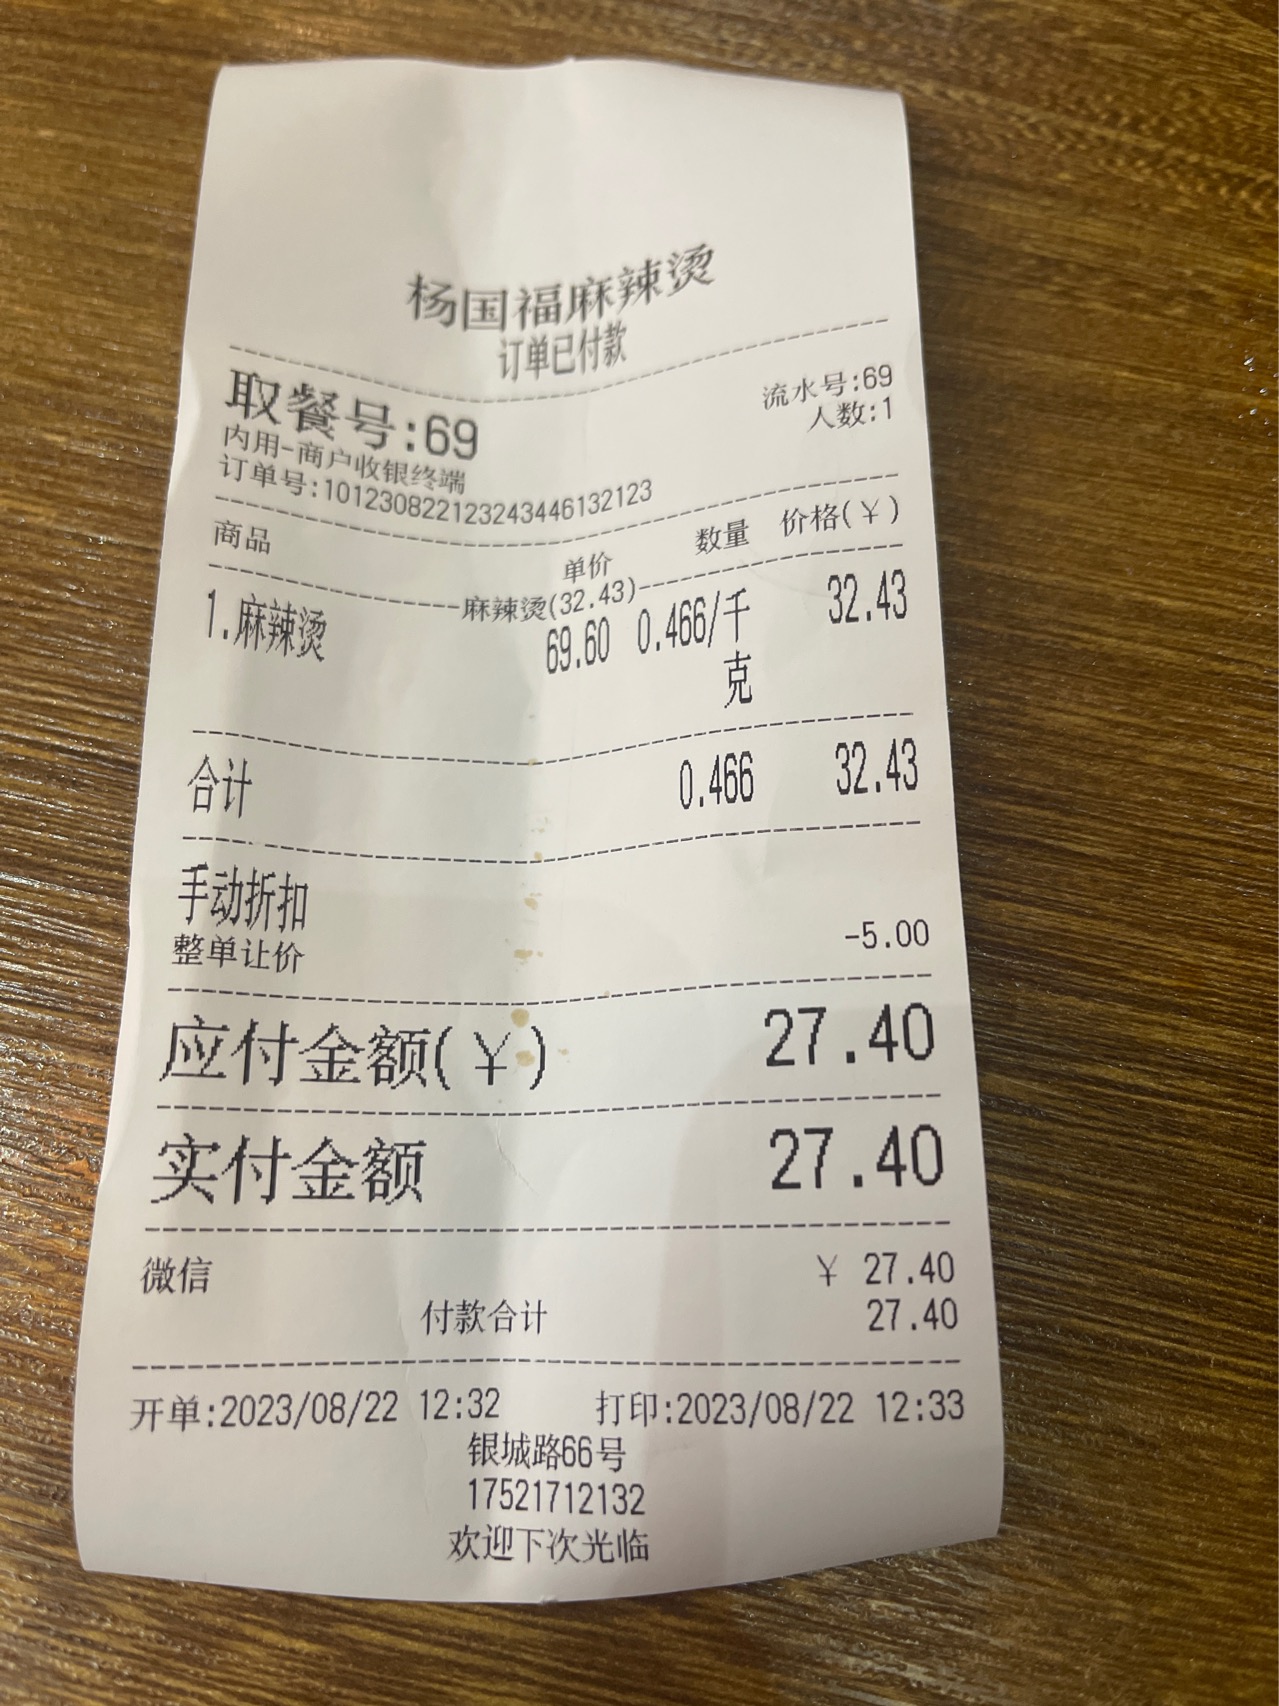 杨国福麻辣烫
订单已付款
取餐号:69 流水号:69
内用-商户收银终端 人数:1
订单号:101230822123243446132123
商品 单价 数量 价格(￥)
麻辣烫(32.43)
1.麻辣烫 69.60 0.466/千克 32.43
合计 0.466 32.43
手动折扣
整单让价 -5.00
应付金额(￥) 27.40
实付金额 27.40
微信 ￥ 27.40
付款合计 27.40
开单:2023/08/22 12:32 打印:2023/08/22 12:33
银城路66号
17521712132
欢迎下次光临